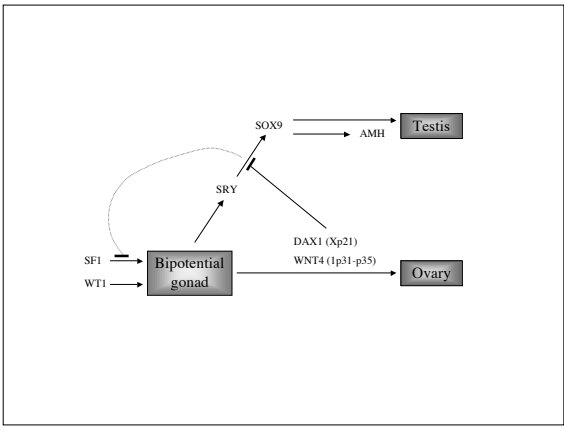 SOX9
Testis
AMH
SRY
DAX1 (Xp21)
SF1
Bipotential
WNT4 (1p31-p35)
Ovary
WT1
gonad